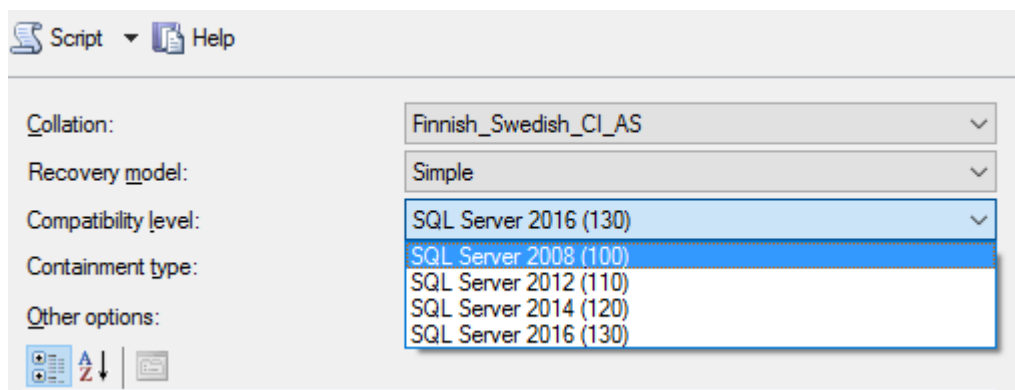 Script Help
Collation: Finnish_Swedish_CI_AS
Recovery model: Simple
Compatibility level: SQL Server 2016 (130)
SQL Server 2008 (100)
Containment type:
SQL Server 2012 (110)
SQL Server 2014 (120)
Other options:
SQL Server 2016 (130)
A
Z